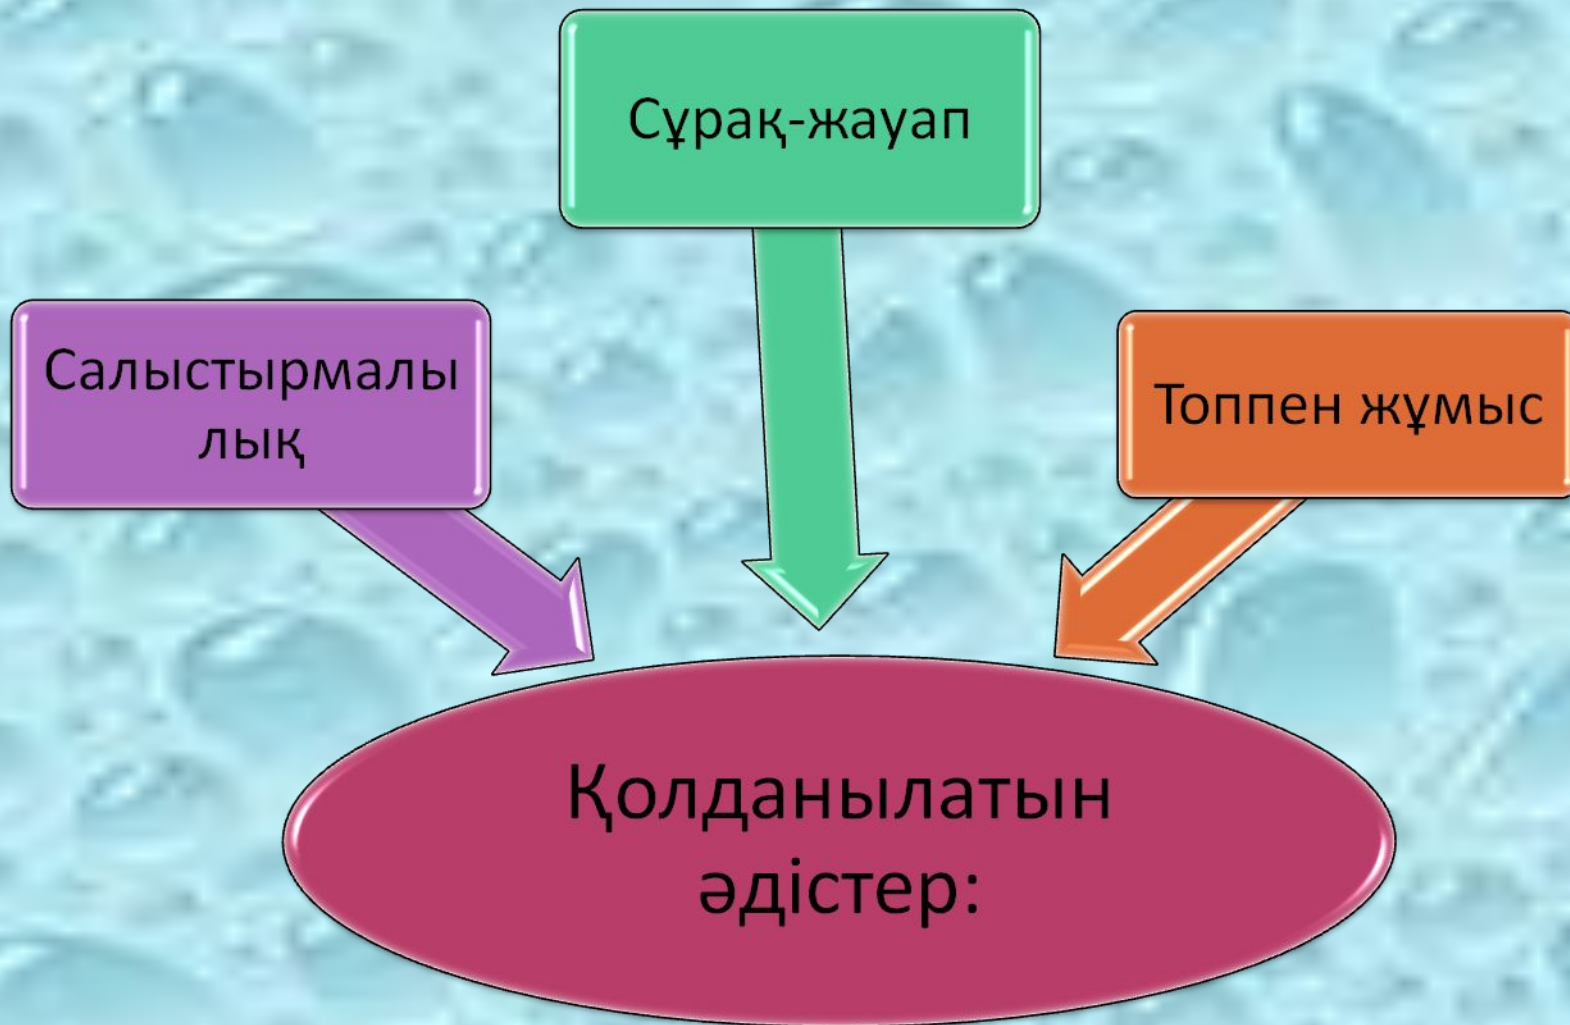 Сұрақ-жауап
Салыстырмалы
лық
Топпен жұмыс
Қолданылатын
әдістер: